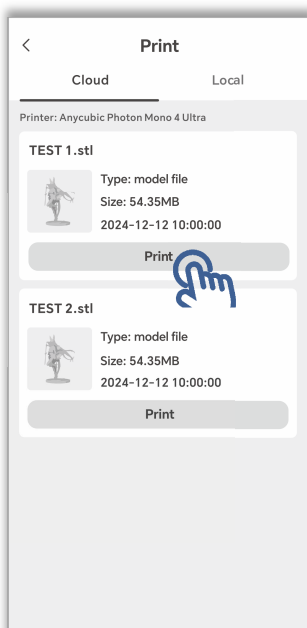 Print
Cloud Local
Printer: Anycubic Photon Mono 4 Ultra
TEST 1.stl
Type: model file
Size: 54.35MB
2024-12-12 10:00:00
Print
TEST 2.stl
Type: model file
Size: 54.35MB
2024-12-12 10:00:00
Print